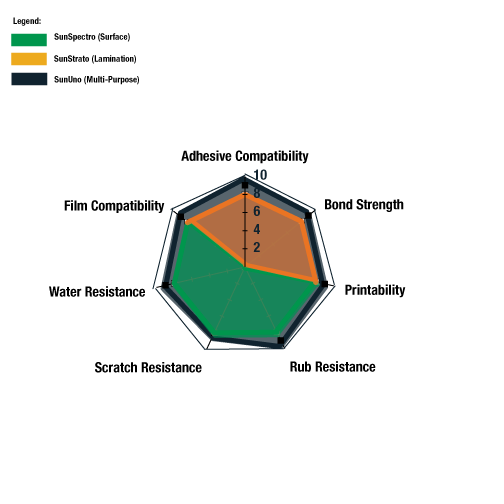 Legend:
SunSpectro (Surface)
SunStrato (Lamination)
SunUno (Multi-Purpose)
Adhesive Compatibility
10
8
6
4
2
Film Compatibility
Bond Strength
Water Resistance
Printability
Scratch Resistance
Rub Resistance